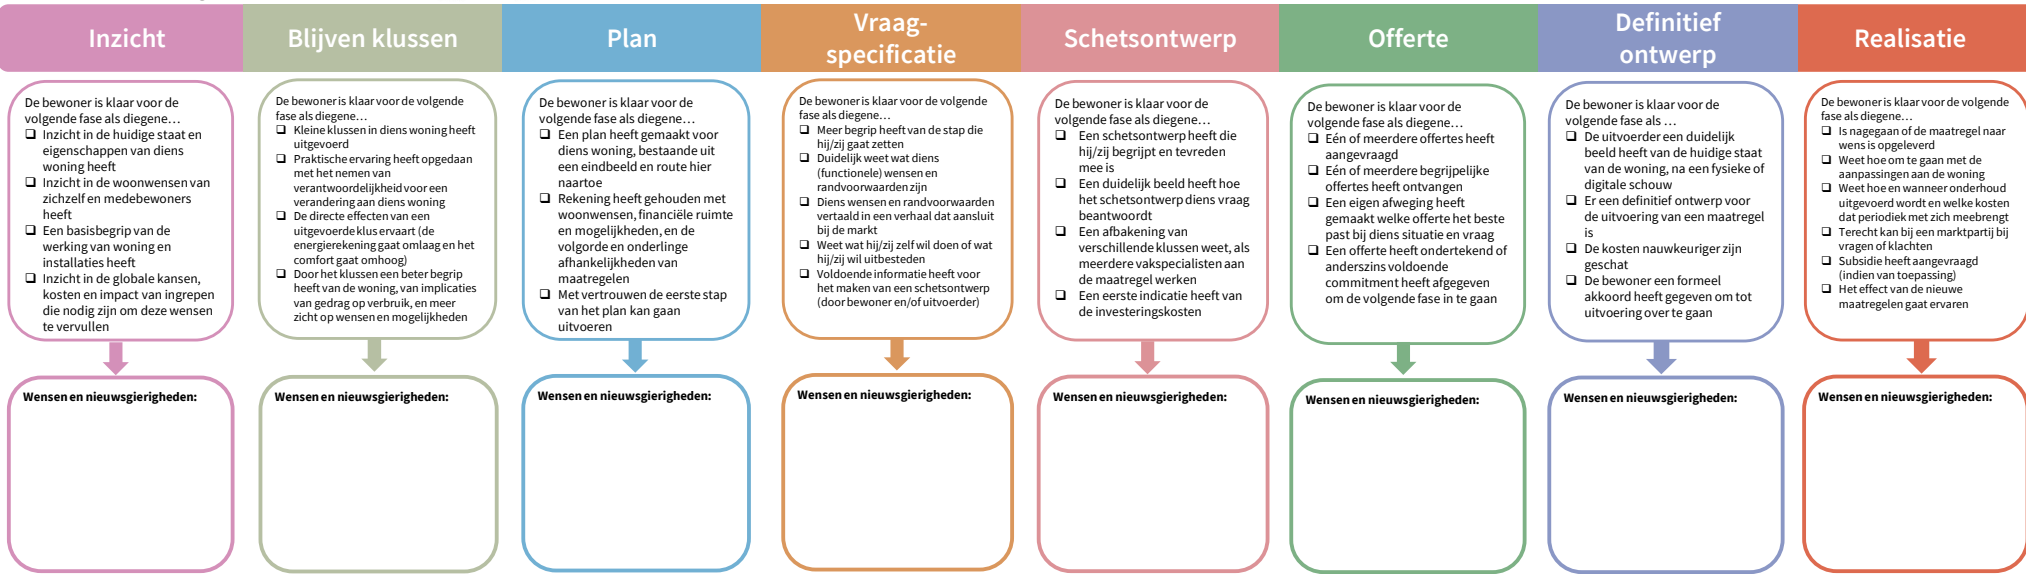 Inzicht
Blijven klussen
Plan
Vraag-
specificatie
Schetsontwerp
Offerte
Definitief
ontwerp
Realisatie
De bewoner is klaar voor de
volgende fase als diegene…
Inzicht in de huidige staat en
eigenschappen van diens
woning heeft
Inzicht in de woonwensen van
zichzelf en medebewoners
heeft
Een basisbegrip van de
werking van woning en
installaties heeft
Inzicht in de globale kansen,
kosten en impact van ingrepen
die nodig zijn om deze wensen
te vervullen
De bewoner is klaar voor de volgende
fase als diegene…
Kleine klussen in diens woning heeft
uitgevoerd
Praktische ervaring heeft opgedaan
met het nemen van
verantwoordelijkheid voor een
verandering aan diens woning
De directe effecten van een
uitgevoerde klus ervaart (de
energierekening gaat omlaag en het
comfort gaat omhoog)
Door het klussen een beter begrip
heeft van de woning, van implicaties
van gedrag op verbruik, en meer
zicht op wensen en mogelijkheden
De bewoner is klaar voor de
volgende fase als diegene…
Een plan heeft gemaakt voor
diens woning, bestaande uit
een eindbeeld en route hier
naartoe
Rekening heeft gehouden met
woonwensen, financiële ruimte
en mogelijkheden, en de
volgorde en onderlinge
afhankelijkheden van
maatregelen
Met vertrouwen de eerste stap
van het plan kan gaan
uitvoeren
De bewoner is klaar voor de volgende
fase als diegene…
Meer begrip heeft van de stap die
hij/zij gaat zetten
Duidelijk weet wat diens
(functionele) wensen en
randvoorwaarden zijn
Diens wensen en randvoorwaarden
vertaald in een verhaal dat aansluit
bij de markt
Weet wat hij/zij zelf wil doen of wat
hij/zij wil uitbesteden
Voldoende informatie heeft voor
het maken van een schetsontwerp
(door bewoner en/of uitvoerder)
De bewoner is klaar voor de
volgende fase als diegene…
Een schetsontwerp heeft die
hij/zij begrijpt en tevreden
mee is
Een duidelijk beeld heeft hoe
het schetsontwerp diens vraag
beantwoordt
Een afbakening van
verschillende klussen weet, als
meerdere vakspecialisten aan
de maatregel werken
Een eerste indicatie heeft van
de investeringskosten
De bewoner is klaar voor de
volgende fase als diegene…
Eén of meerdere offertes heeft
aangevraagd
Eén of meerdere begrijpelijke
offertes heeft ontvangen
Een eigen afweging heeft
gemaakt welke offerte het beste
past bij diens situatie en vraag
Een offerte heeft ondertekend of
anderszins voldoende
commitment heeft afgegeven
om de volgende fase in te gaan
De bewoner is klaar voor de
volgende fase als …
De uitvoerder een duidelijk
beeld heeft van de huidige staat
van de woning, na een fysieke of
digitale schouw
Er een definitief ontwerp voor
de uitvoering van een maatregel
is
De kosten nauwkeuriger zijn
geschat
De bewoner een formeel
akkoord heeft gegeven om tot
uitvoering over te gaan
De bewoner is klaar voor de volgende
fase als diegene…
Is nagegaan of de maatregel naar
wens is opgeleverd
Weet hoe om te gaan met de
aanpassingen aan de woning
Weet hoe en wanneer onderhoud
uitgevoerd wordt en welke kosten
dat periodiek met zich meebrengt
Terecht kan bij een marktpartij bij
vragen of klachten
Subsidie heeft aangevraagd
(indien van toepassing)
Het effect van de nieuwe
maatregelen gaat ervaren
Wensen en nieuwsgierigheden:
Wensen en nieuwsgierigheden:
Wensen en nieuwsgierigheden:
Wensen en nieuwsgierigheden:
Wensen en nieuwsgierigheden:
Wensen en nieuwsgierigheden:
Wensen en nieuwsgierigheden:
Wensen en nieuwsgierigheden: